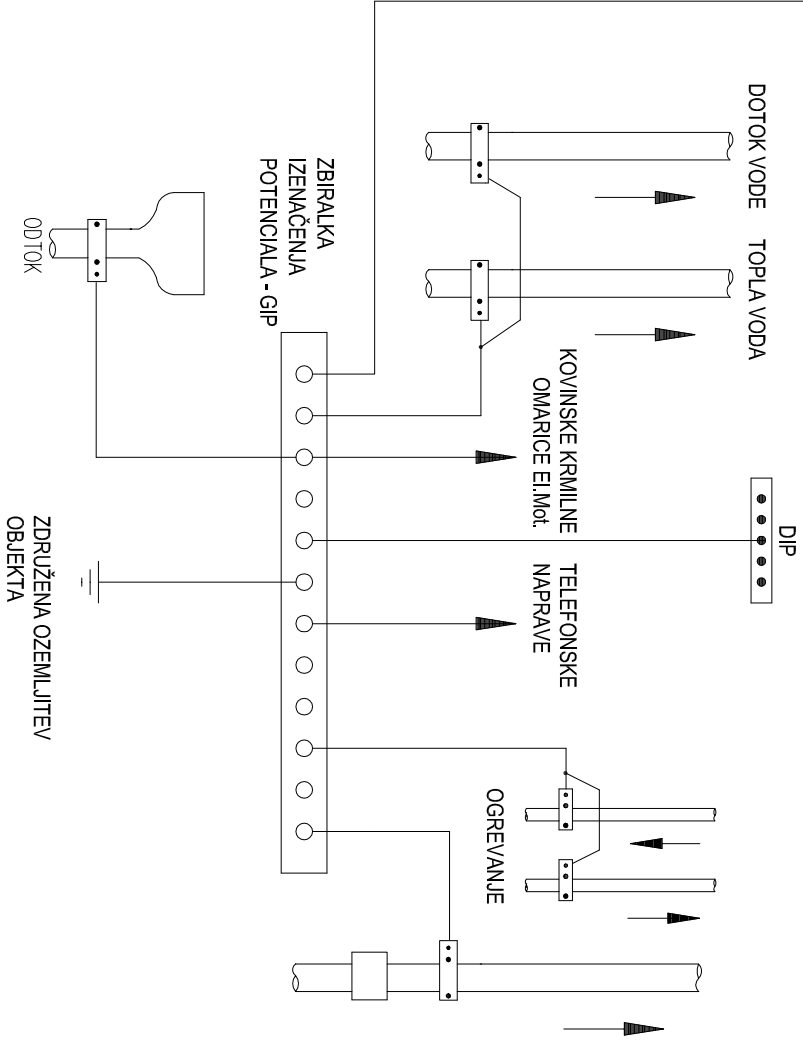 DOTOK VODE
TOPLA VODA
DIP
KOVINSKE KRMILNE
OMARICE El.Mot.
TELEFONSKE
NAPRAVE
OGREVANJE
ZBIRALKA
IZENAČENJA
POTENCIALA - GIP
ODTOK
ZDRUŽENA OZEMLJITEV
OBJEKTA